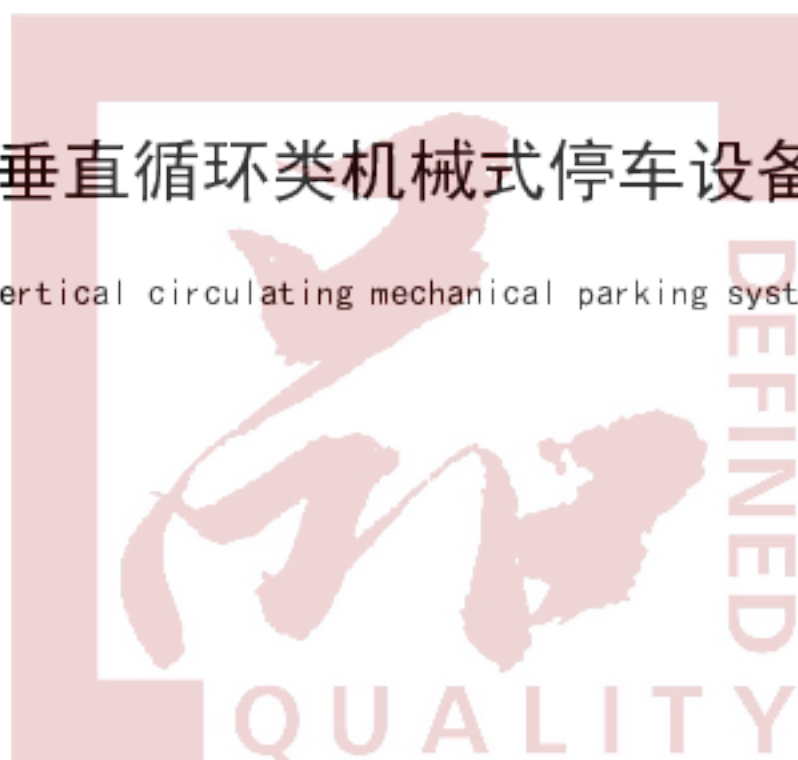 垂直循环类机械式停车设备
ertical circulating mechanical parking syst
DEFINED
QUALITY